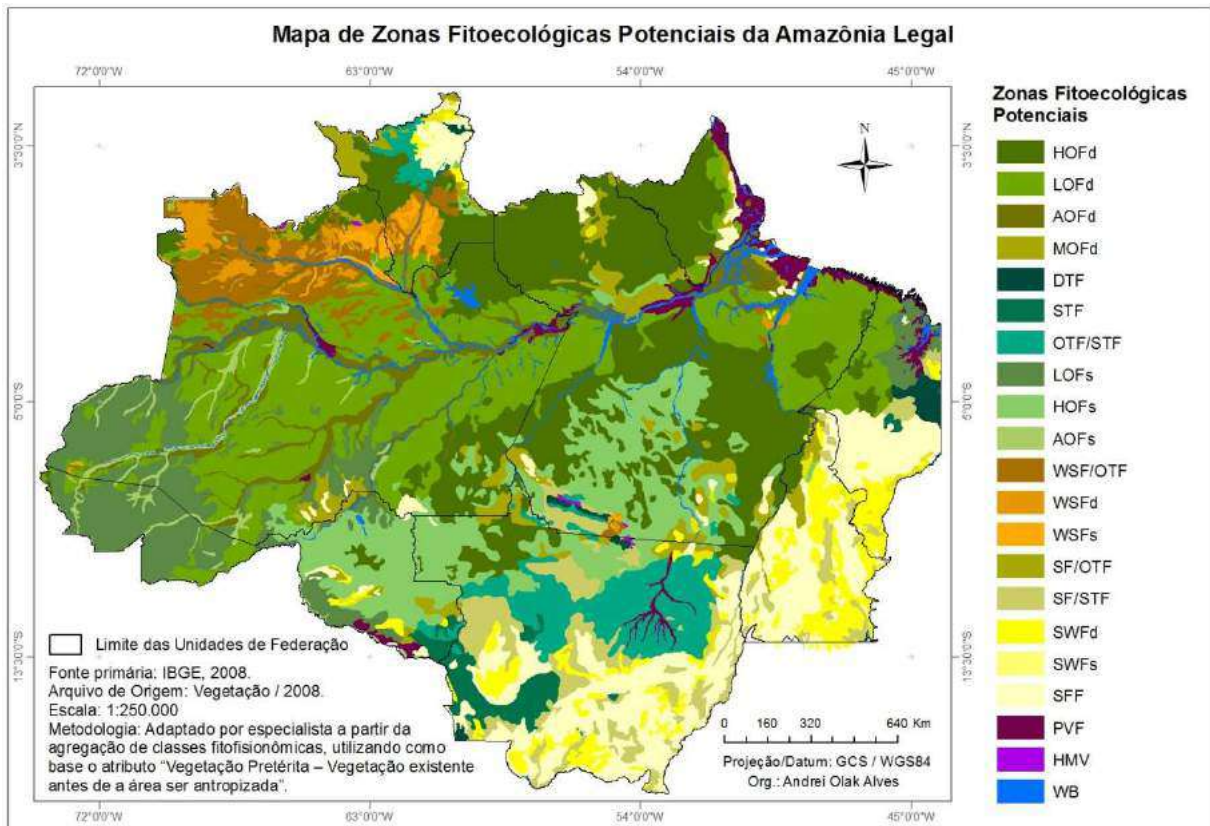 Mapa de Zonas Fitoecológicas Potenciais da Amazônia Legal
72°0'0"W 63°0'0"W 54°0'0"W 45°0'0"W
3°30'0"N 3°30'0"N
N
5°0'0"S 5°0'0"S
13°30'0"S 13°30'0"S
Limite das Unidades de Federação
Fonte primária: IBGE, 2008.
Arquivo de Origem: Vegetação / 2008.
Escala: 1:250.000
Metodologia: Adaptado por especialista a partir da
agregação de classes fitofisionômicas, utilizando como
base o atributo "Vegetação Pretérita – Vegetação existente
antes de a área ser antropizada".
0 160 320 640 Km
Projeção/Datum: GCS / WGS84
Org.: Andrei Olak Alves
72°0'0"W 63°0'0"W 54°0'0"W 45°0'0"W
Zonas Fitoecológicas
Potenciais
HOFd
LOFd
AOFd
MOFd
DTF
STF
OTF/STF
LOFs
HOFs
AOFs
WSF/OTF
WSFd
WSFs
SF/OTF
SF/STF
SWFd
SWFs
SFF
PVF
HMV
WB